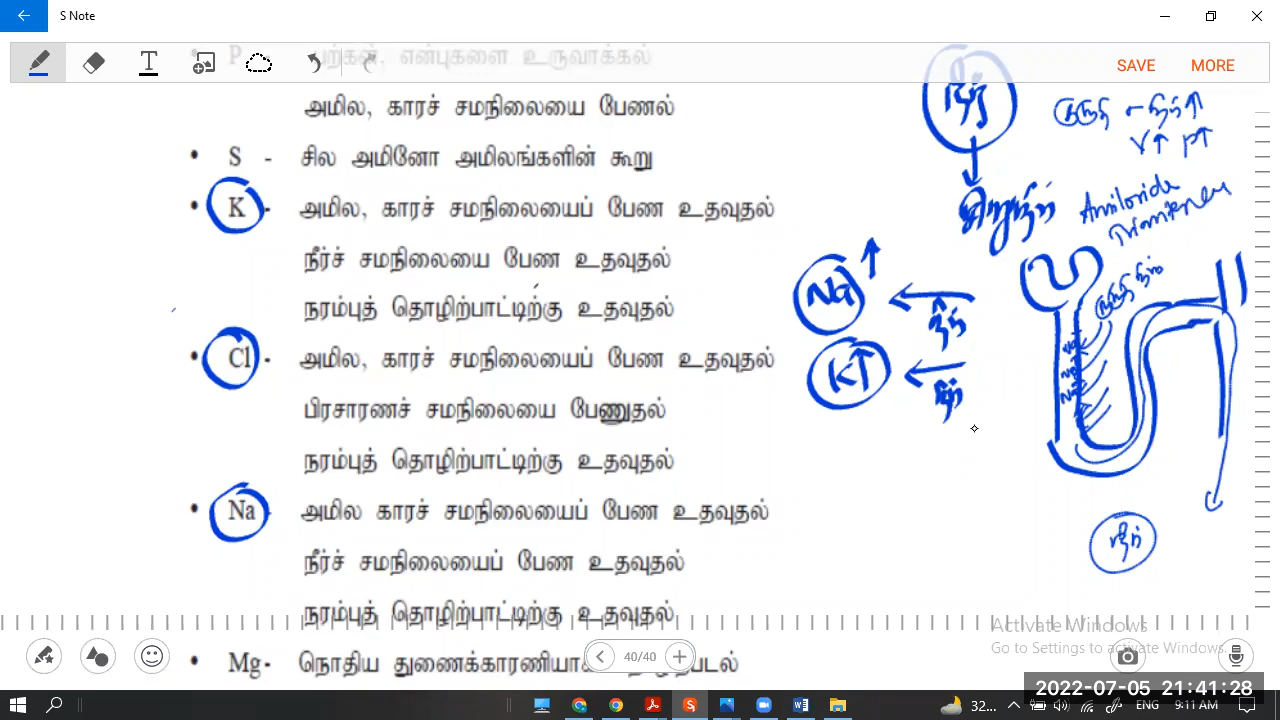 S Note
SAVE
MORE
P - பற்கள், என்புகளை உருவாக்கல்
அமில, காரச் சமநிலையை பேணல்
• S - சில அமினோ அமிலங்களின் கூறு
• K - அமில, காரச் சமநிலையைப் பேண உதவுதல்
நீர்ச் சமநிலையை பேண உதவுதல்
நரம்புத் தொழிற்பாட்டிற்கு உதவுதல்
• Cl - அமில, காரச் சமநிலையைப் பேண உதவுதல்
பிரசாரணச் சமநிலையை பேணுதல்
நரம்புத் தொழிற்பாட்டிற்கு உதவுதல்
• Na - அமில காரச் சமநிலையைப் பேண உதவுதல்
நீர்ச் சமநிலையைப் பேண உதவுதல்
நரம்புத் தொழிற்பாட்டிற்கு உதவுதல்
• Mg-
நீர்
குருதி
V↑ P↑
சிறுநீர்
Amiloride
Na ↑
நீர்
K↑
நீர்
40/40
Activate Windows
Go to Settings to activate Windows.
2022-07-05 21:41:28
32...
ENG
9:11 AM